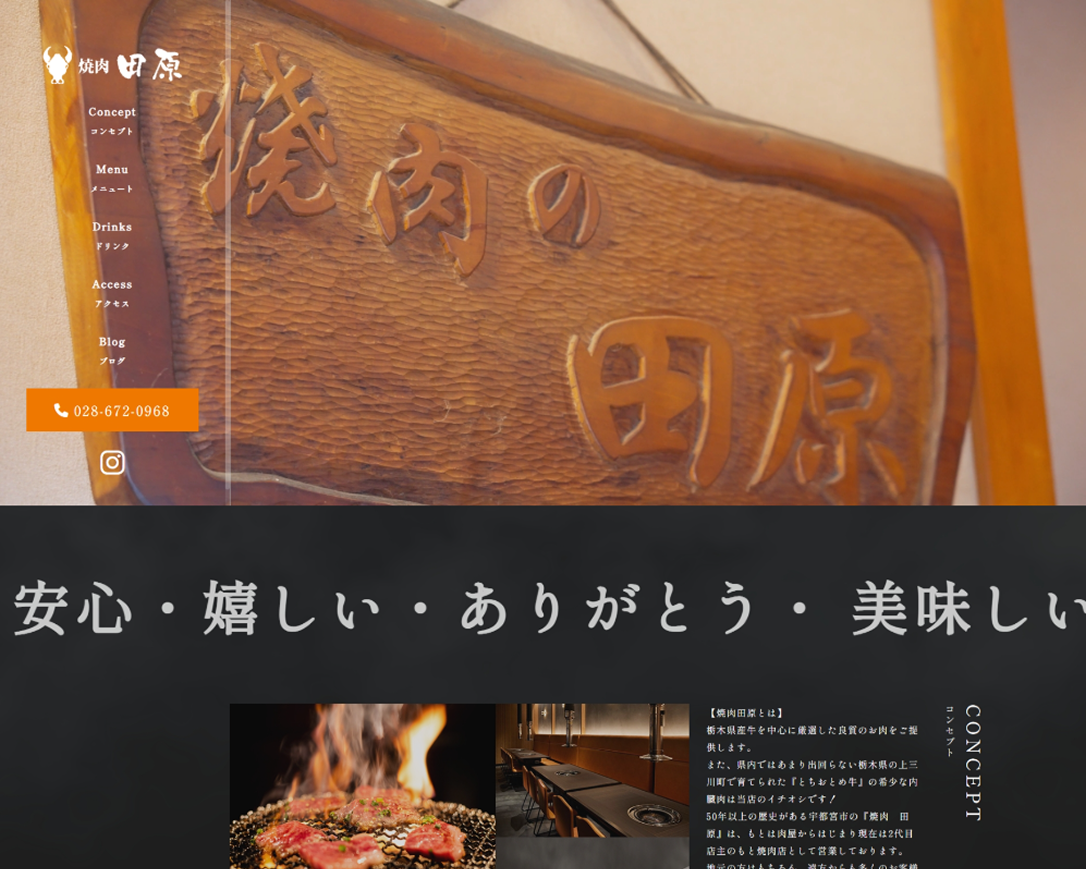 焼肉 田原
Concept
コンセプト
Menu
メニュート
Drinks
ドリンク
Access
アクセス
Blog
ブログ
028-672-0968
焼肉の
田原
安心・嬉しい・ありがとう・ 美味しい
CONCEPT
コンセプト
【焼肉田原とは】
栃木県産牛を中心に厳選した良質のお肉をご提
供します。
また、県内ではあまり出回らない栃木県の上三
川町で育てられた『とちおとめ牛』の希少な内
臓肉は当店のイチオシです！
50年以上の歴史がある宇都宮市の『焼肉　田
原』は、もとは肉屋からはじまり現在は2代目
店主のもと焼肉店として営業しております。